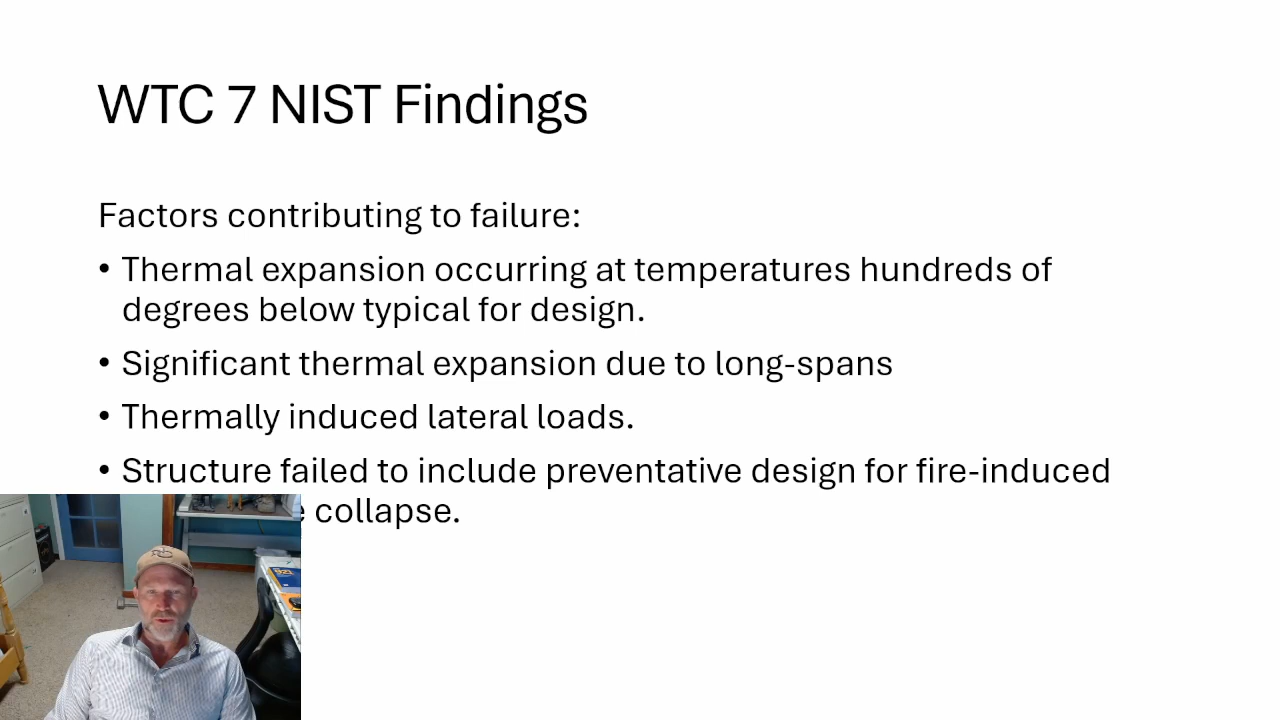 WTC 7 NIST Findings
Factors contributing to failure:
• Thermal expansion occurring at temperatures hundreds of
degrees below typical for design.
• Significant thermal expansion due to long-spans
• Thermally induced lateral loads.
• Structure failed to include preventative design for fire-induced
collapse.